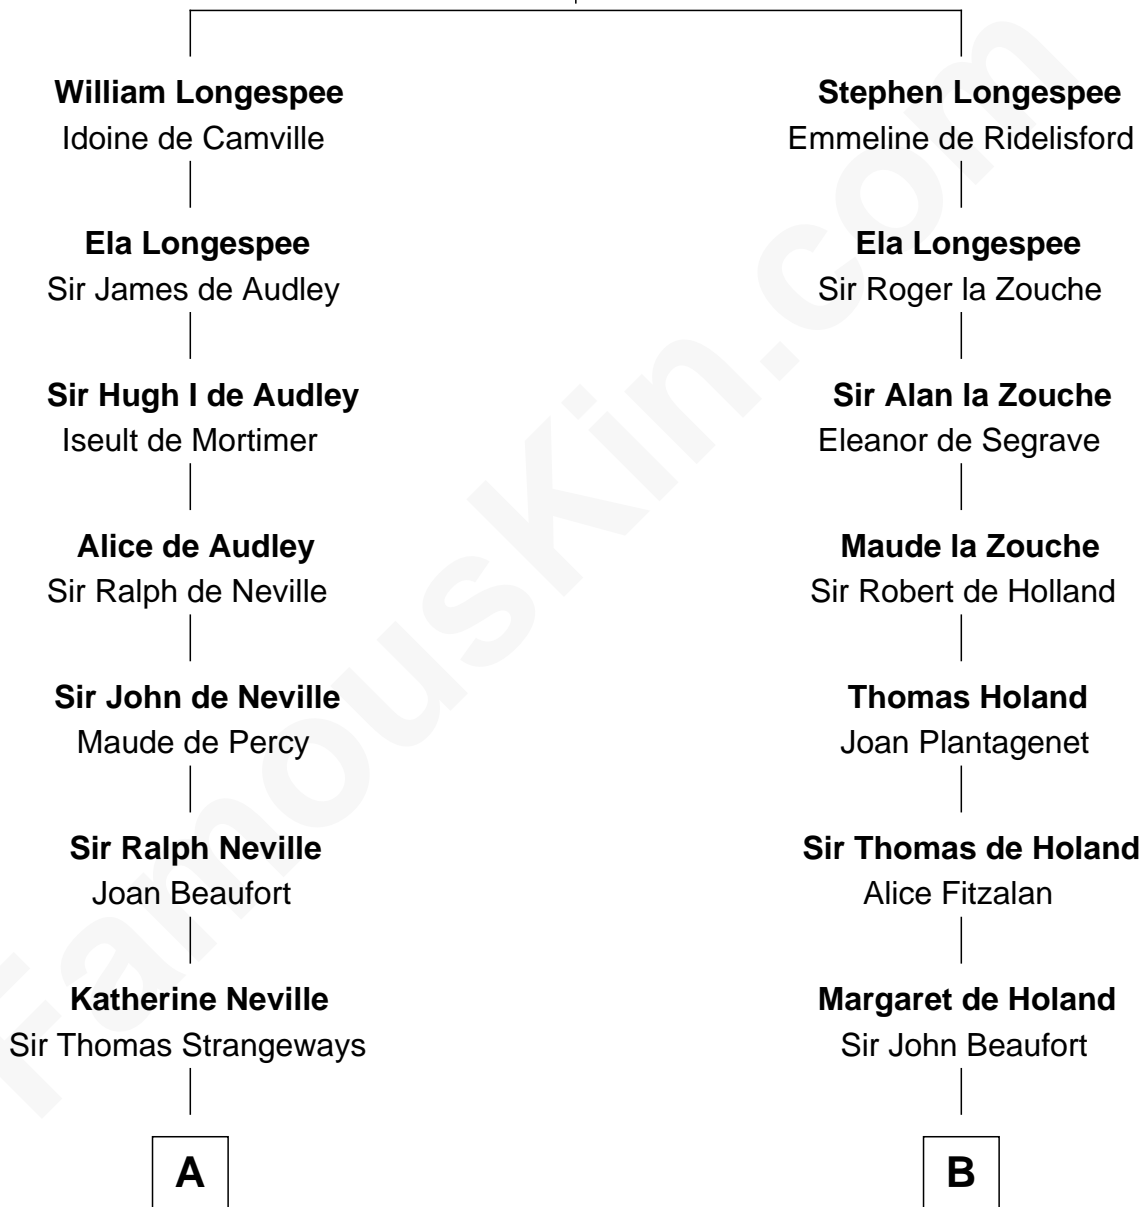 William Longespee
Idoine de Camville
Ela Longespee
Sir James de Audley
Sir Hugh I de Audley
Iseult de Mortimer
Alice de Audley
Sir Ralph de Neville
Sir John de Neville
Maude de Percy
Sir Ralph Neville
Joan Beaufort
Katherine Neville
Sir Thomas Strangeways
A
Stephen Longespee
Emmeline de Ridelisford
Ela Longespee
Sir Roger la Zouche
Sir Alan la Zouche
Eleanor de Segrave
Maude la Zouche
Sir Robert de Holland
Thomas Holand
Joan Plantagenet
Sir Thomas de Holand
Alice Fitzalan
Margaret de Holand
Sir John Beaufort
B
FamousKin.com